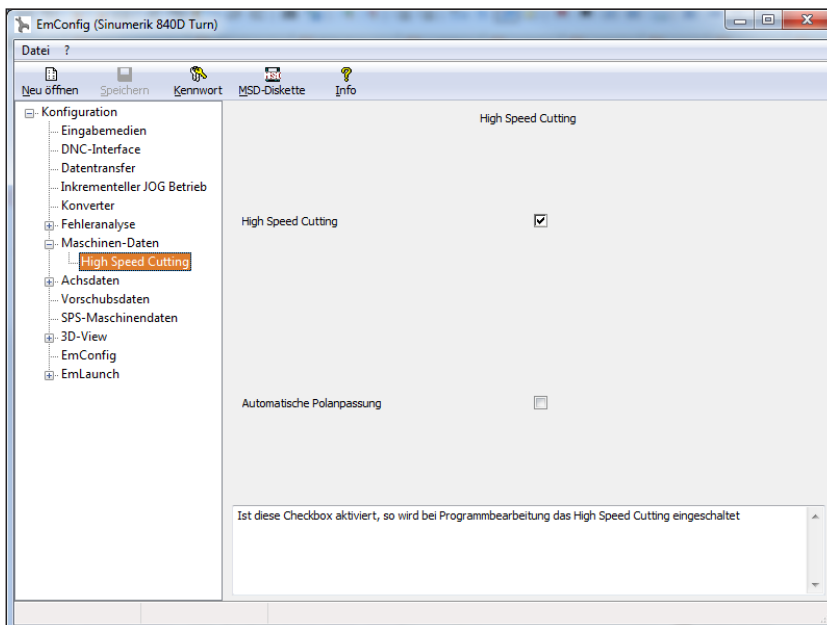 EmConfig (Sinumerik 840D Turn)
Datei ?
Neu öffnen Speichern Kennwort MSD-Diskette Info
Konfiguration
Eingabemedien
DNC-Interface
Datentransfer
Inkrementeller JOG Betrieb
Konverter
Fehleranalyse
Maschinen-Daten
High Speed Cutting
Achsdaten
Vorschubsdaten
SPS-Maschinendaten
3D-View
EmConfig
EmLaunch
High Speed Cutting
High Speed Cutting
Automatische Polanpassung
Ist diese Checkbox aktiviert, so wird bei Programmbearbeitung das High Speed Cutting eingeschaltet